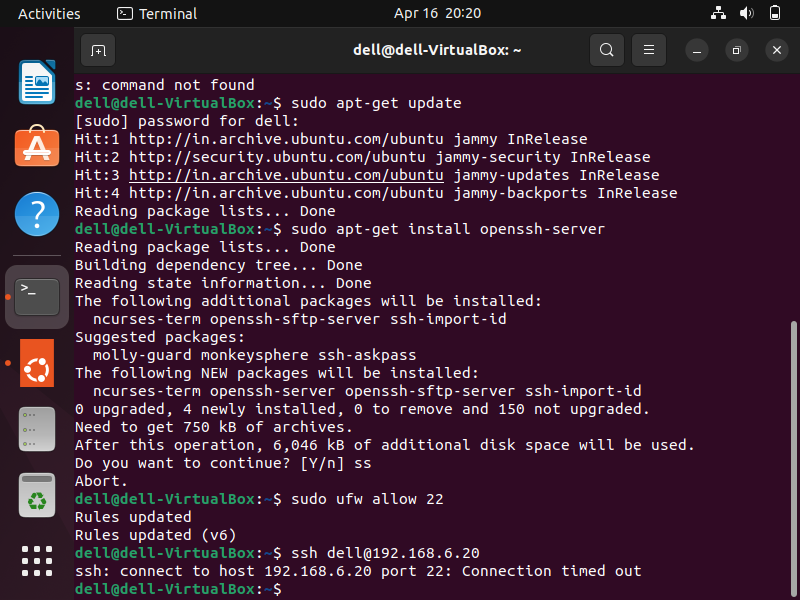 Activities Terminal Apr 16 20:20
dell@dell-VirtualBox: ~
s: command not found
dell@dell-VirtualBox:~$ sudo apt-get update
[sudo] password for dell:
Hit:1 http://in.archive.ubuntu.com/ubuntu jammy InRelease
Hit:2 http://security.ubuntu.com/ubuntu jammy-security InRelease
Hit:3 http://in.archive.ubuntu.com/ubuntu jammy-updates InRelease
Hit:4 http://in.archive.ubuntu.com/ubuntu jammy-backports InRelease
Reading package lists... Done
dell@dell-VirtualBox:~$ sudo apt-get install openssh-server
Reading package lists... Done
Building dependency tree... Done
Reading state information... Done
The following additional packages will be installed:
  ncurses-term openssh-sftp-server ssh-import-id
Suggested packages:
  molly-guard monkeysphere ssh-askpass
The following NEW packages will be installed:
  ncurses-term openssh-server openssh-sftp-server ssh-import-id
0 upgraded, 4 newly installed, 0 to remove and 150 not upgraded.
Need to get 750 kB of archives.
After this operation, 6,046 kB of additional disk space will be used.
Do you want to continue? [Y/n] ss
Abort.
dell@dell-VirtualBox:~$ sudo ufw allow 22
Rules updated
Rules updated (v6)
dell@dell-VirtualBox:~$ ssh dell@192.168.6.20
ssh: connect to host 192.168.6.20 port 22: Connection timed out
dell@dell-VirtualBox:~$